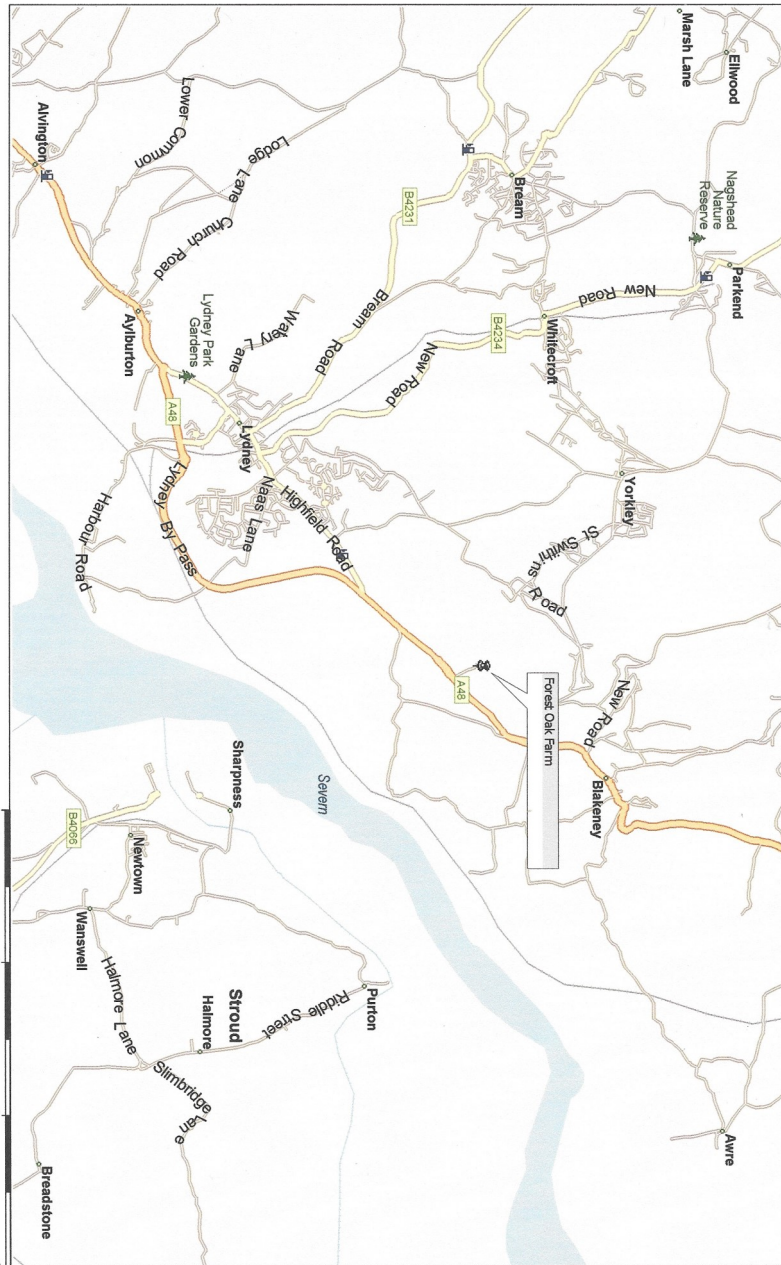 Ellwood
Marsh Lane
Nagshead
Nature
Reserve
Parkend
New Road
Bream
B4231
Bream Road
Whitecroft
B4234
New Road
Yorkley
St Swithins Road
New Road
Blakeney
Awre
Forest Oak Farm
A48
Lower Common
Lodge Lane
Church Road
Alvington
Aylburton
Lydney Park
Gardens
Watery Lane
Lydney
Highfield Road
Naas Lane
A48
Lydney By Pass
Harbour Road
Severn
Sharpness
Newtown
B4066
Wanswell
Halmore Lane
Purton
Riddle Street
Stroud
Halmore
Slimbridge Lane
Breadstone